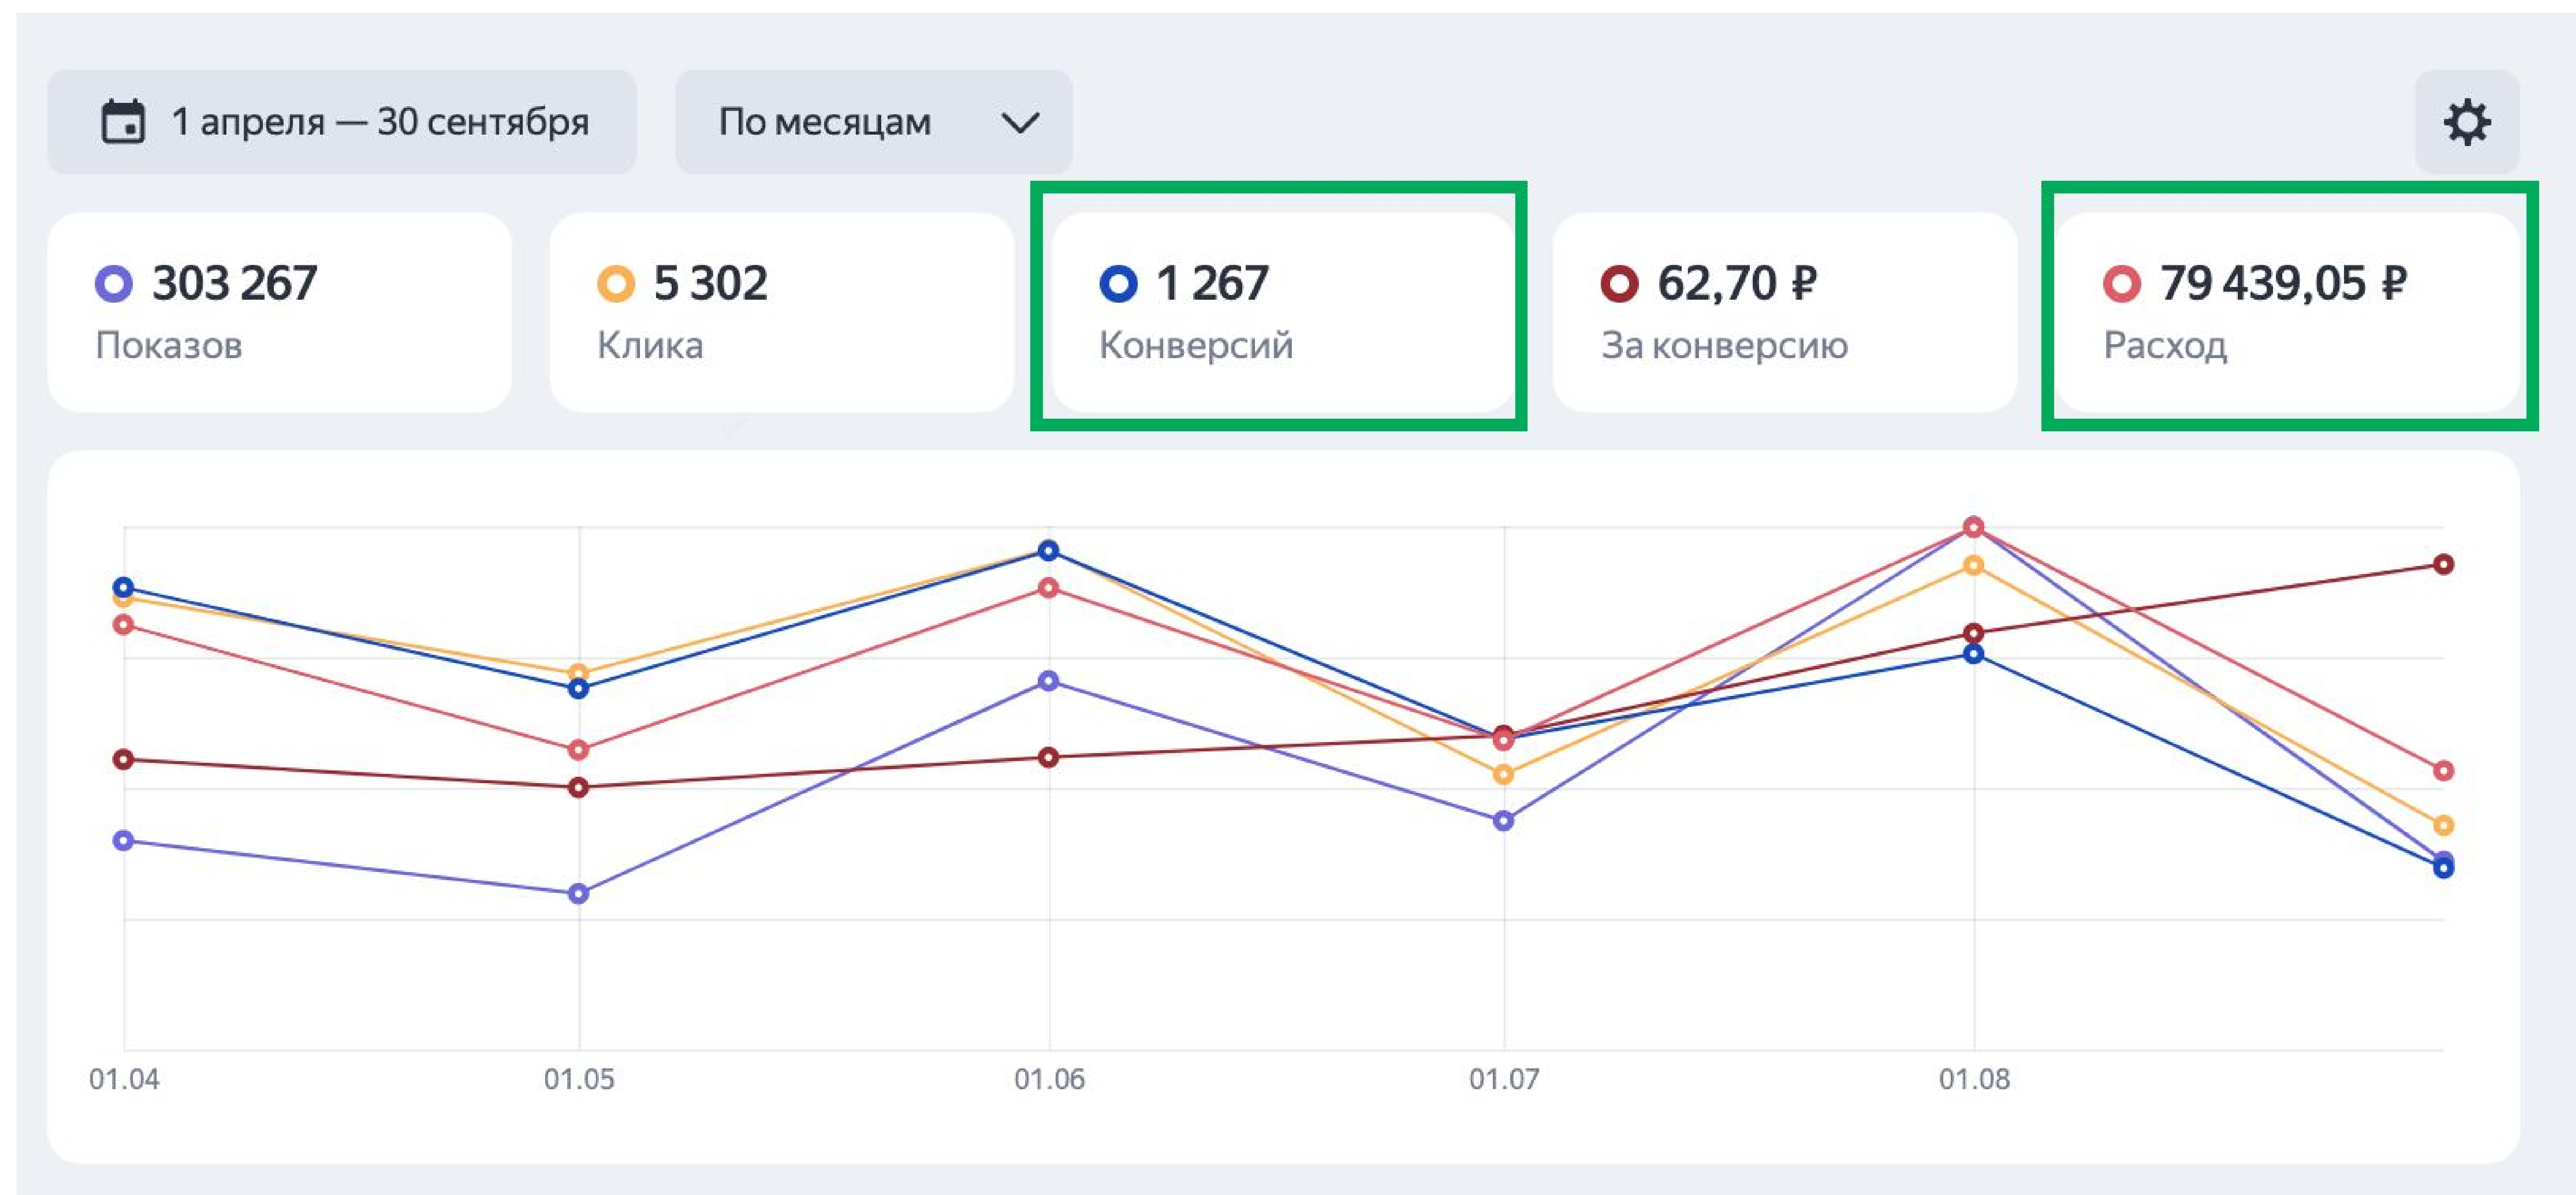 1 апреля — 30 сентября
По месяцам
303 267
Показов
5 302
Клика
1 267
Конверсий
62,70 ₽
За конверсию
79 439,05 ₽
Расход
01.04
01.05
01.06
01.07
01.08